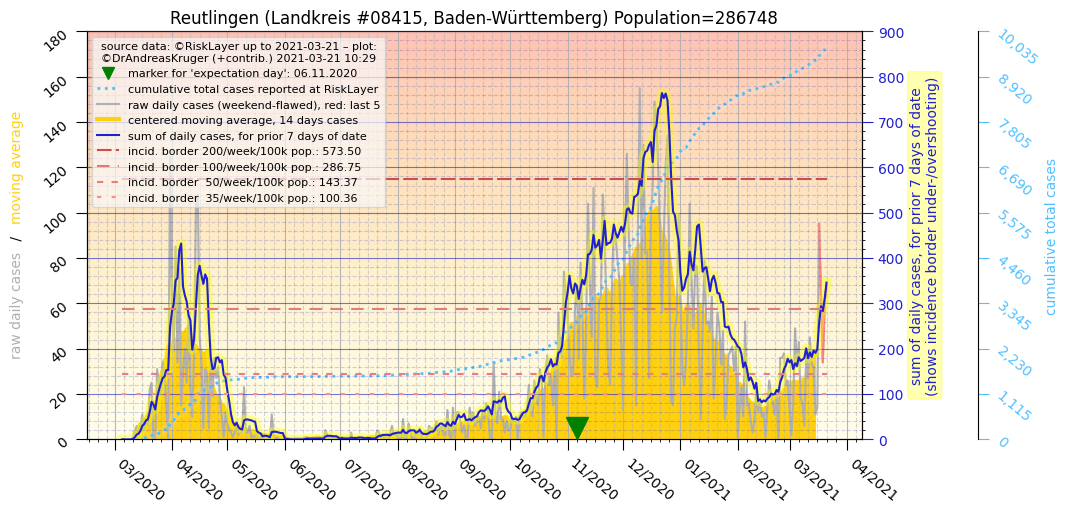 Reutlingen (Landkreis #08415, Baden-Württemberg) Population=286748
source data: ©RiskLayer up to 2021-03-21 – plot:
©DrAndreasKruger (+contrib.) 2021-03-21 10:29
marker for 'expectation day': 06.11.2020
cumulative total cases reported at RiskLayer
raw daily cases (weekend-flawed), red: last 5
centered moving average, 14 days cases
sum of daily cases, for prior 7 days of date
incid. border 200/week/100k pop.: 573.50
incid. border 100/week/100k pop.: 286.75
incid. border  50/week/100k pop.: 143.37
incid. border  35/week/100k pop.: 100.36
raw daily cases / moving average
180
160
140
120
100
80
60
40
20
0
03/2020
04/2020
05/2020
06/2020
07/2020
08/2020
09/2020
10/2020
11/2020
12/2020
01/2021
02/2021
03/2021
04/2021
900
800
700
600
500
400
300
200
100
0
sum of daily cases, for prior 7 days of date
(shows incidence border under-/overshooting)
10,035
8,920
7,805
6,690
5,575
4,460
3,345
2,230
1,115
0
cumulative total cases